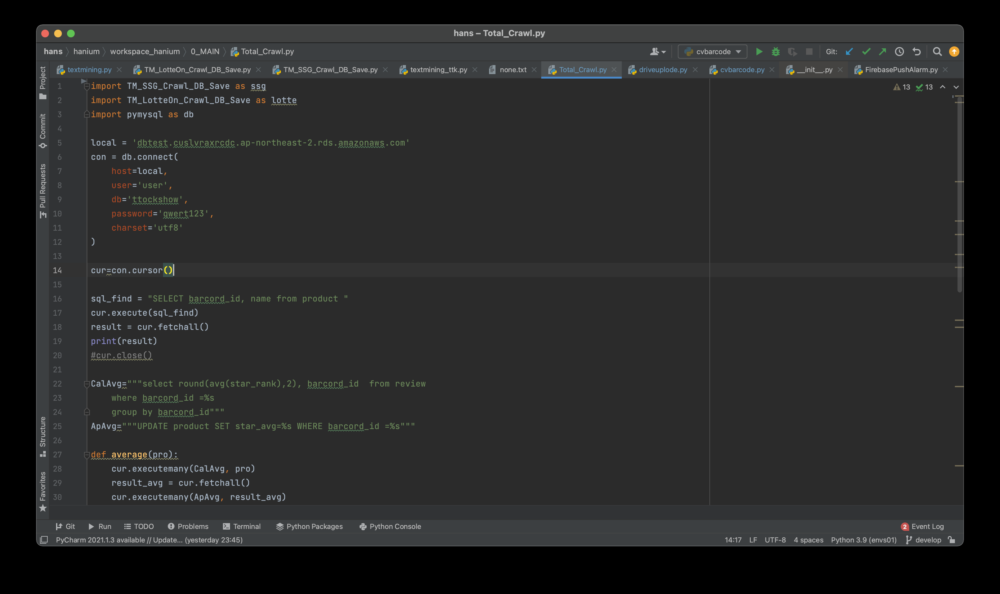 hans – Total_Crawl.py
hans hanium workspace_hanium 0_MAIN Total_Crawl.py cvbarcode Git:
textmining.py TM_LotteOn_Crawl_DB_Save.py TM_SSG_Crawl_DB_Save.py textmining_ttk.py none.txt Total_Crawl.py driveuplode.py cvbarcode.py __init__.py FirebasePushAlarm.py
Project
Commit
Pull Requests
Structure
Favorites
13 13
1 import TM_SSG_Crawl_DB_Save as ssg
2 import TM_LotteOn_Crawl_DB_Save as lotte
3 import pymysql as db
4
5 local = 'dbtest.cuslvraxrcdc.ap-northeast-2.rds.amazonaws.com'
6 con = db.connect(
7     host=local,
8     user='user',
9     db='ttockshow',
10     password='qwert123',
11     charset='utf8'
12 )
13
14 cur=con.cursor()
15
16 sql_find = "SELECT barcord_id, name from product "
17 cur.execute(sql_find)
18 result = cur.fetchall()
19 print(result)
20 #cur.close()
21
22 CalAvg="""select round(avg(star_rank),2), barcord_id  from review
23     where barcord_id =%s
24     group by barcord_id"""
25 ApAvg="""UPDATE product SET star_avg=%s WHERE barcord_id =%s"""
26
27 def average(pro):
28     cur.executemany(CalAvg, pro)
29     result_avg = cur.fetchall()
30     cur.executemany(ApAvg, result_avg)
Git Run TODO Problems Terminal Python Packages Python Console 2 Event Log
PyCharm 2021.1.3 available // Update... (yesterday 23:45) 14:17 LF UTF-8 4 spaces Python 3.9 (envs01) develop